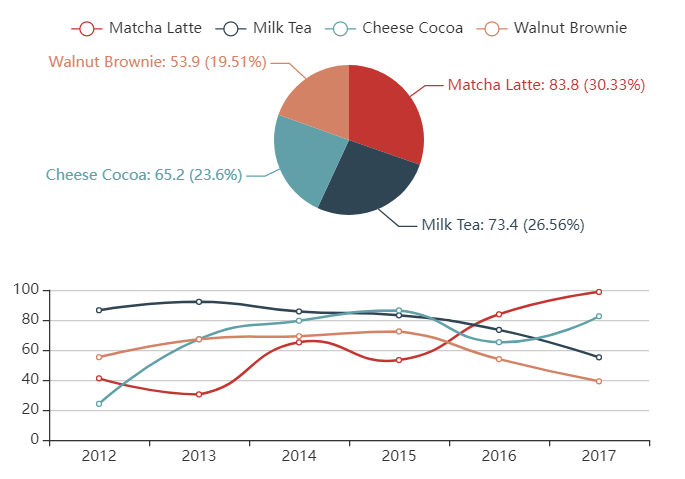 Matcha Latte Milk Tea Cheese Cocoa Walnut Brownie
Walnut Brownie: 53.9 (19.51%)
Matcha Latte: 83.8 (30.33%)
Cheese Cocoa: 65.2 (23.6%)
Milk Tea: 73.4 (26.56%)
100
80
60
40
20
0
2012 2013 2014 2015 2016 2017